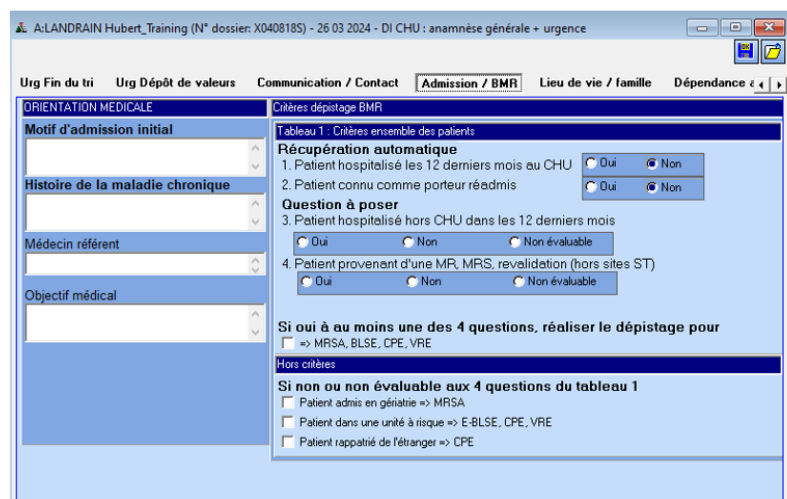 A:LANDRAIN Hubert_Training (N° dossier: X040818S) - 26 03 2024 - DI CHU : anamnèse générale + urgence
Urg Fin du tri Urg Dépôt de valeurs Communication / Contact Admission / BMR Lieu de vie / famille Dépendance
ORIENTATION MEDICALE
Motif d'admission initial
Histoire de la maladie chronique
Médecin référent
Objectif médical
Critères dépistage BMR
Tableau 1 : Critères ensemble des patients
Récupération automatique
1. Patient hospitalisé les 12 derniers mois au CHU Oui Non
2. Patient connu comme porteur réadmis Oui Non
Question à poser
3. Patient hospitalisé hors CHU dans les 12 derniers mois
Oui Non Non évaluable
4. Patient provenant d'une MR, MRS, revalidation (hors sites ST)
Oui Non Non évaluable
Si oui à au moins une des 4 questions, réaliser le dépistage pour
=> MRSA, BLSE, CPE, VRE
Hors critères
Si non ou non évaluable aux 4 questions du tableau 1
Patient admis en gériatrie => MRSA
Patient dans une unité à risque => E-BLSE, CPE, VRE
Patient rappatrié de l'étranger => CPE